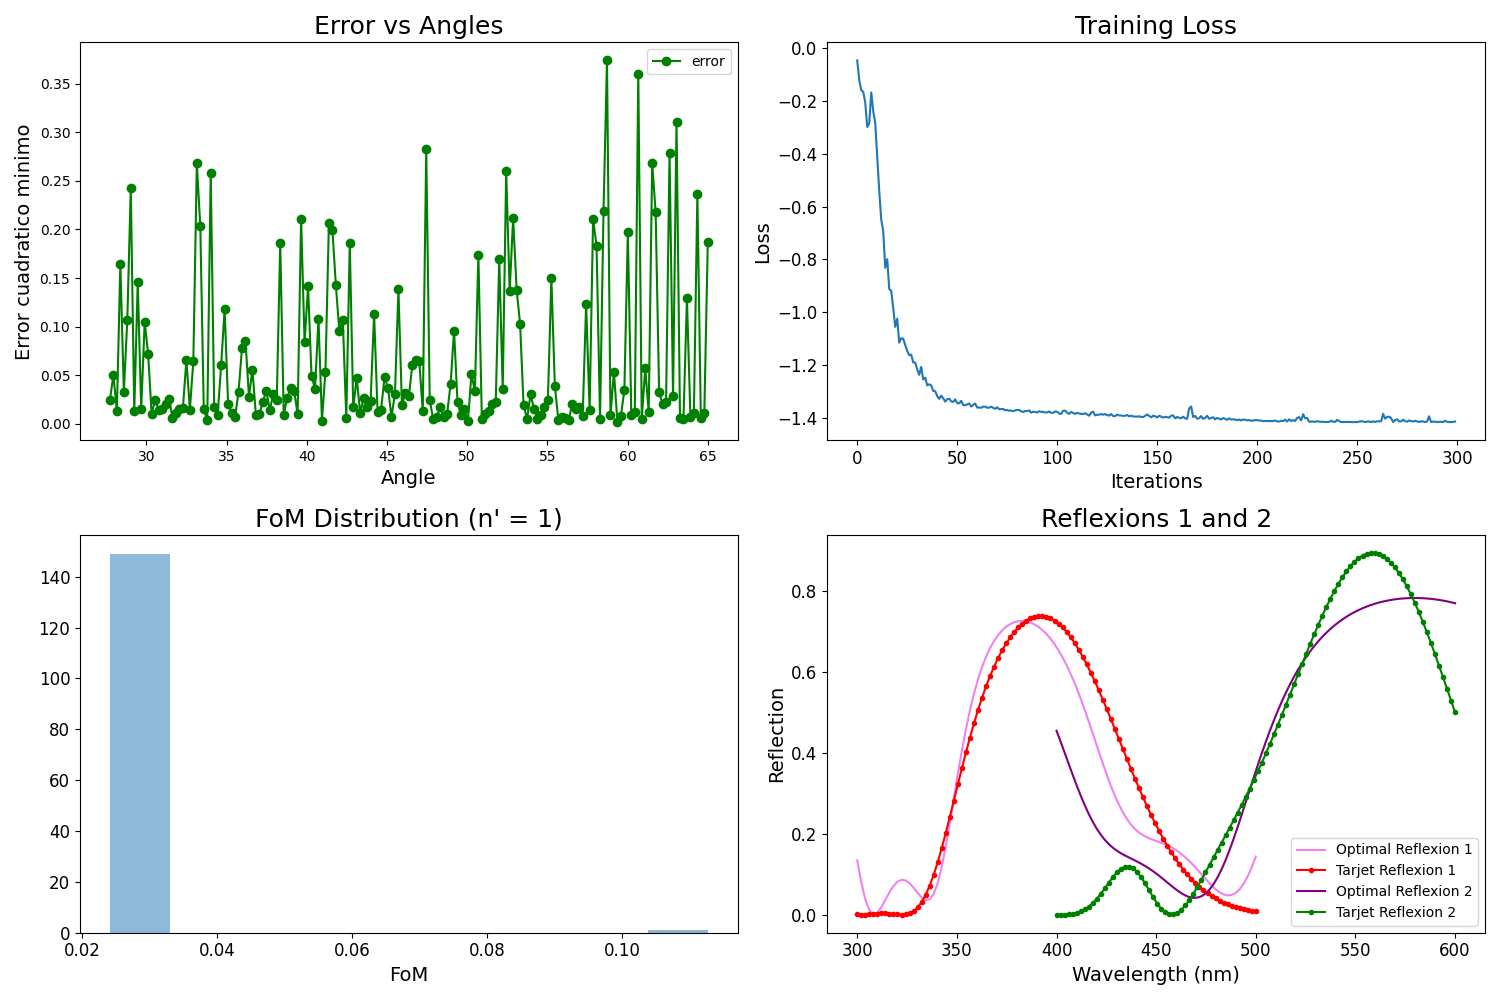 Error vs Angles
Error cuadratico minimo
0.35
0.30
0.25
0.20
0.15
0.10
0.05
0.00
error
30 35 40 45 50 55 60 65
Angle
Training Loss
Loss
0.0
−0.2
−0.4
−0.6
−0.8
−1.0
−1.2
−1.4
0 50 100 150 200 250 300
Iterations
FoM Distribution (n' = 1)
140
120
100
80
60
40
20
0
0.02 0.04 0.06 0.08 0.10
FoM
Reflexions 1 and 2
Reflection
0.8
0.6
0.4
0.2
0.0
Optimal Reflexion 1
Tarjet Reflexion 1
Optimal Reflexion 2
Tarjet Reflexion 2
300 350 400 450 500 550 600
Wavelength (nm)